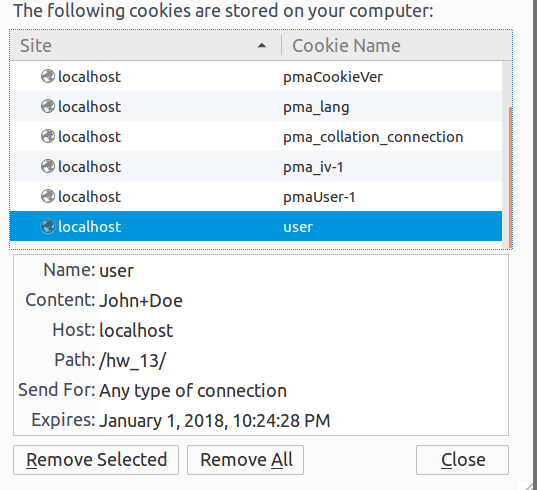 The following cookies are stored on your computer:
Site Cookie Name
localhost pmaCookieVer
localhost pma_lang
localhost pma_collation_connection
localhost pma_iv-1
localhost pmaUser-1
localhost user
Name: user
Content: John+Doe
Host: localhost
Path: /hw_13/
Send For: Any type of connection
Expires: January 1, 2018, 10:24:28 PM
Remove Selected Remove All Close